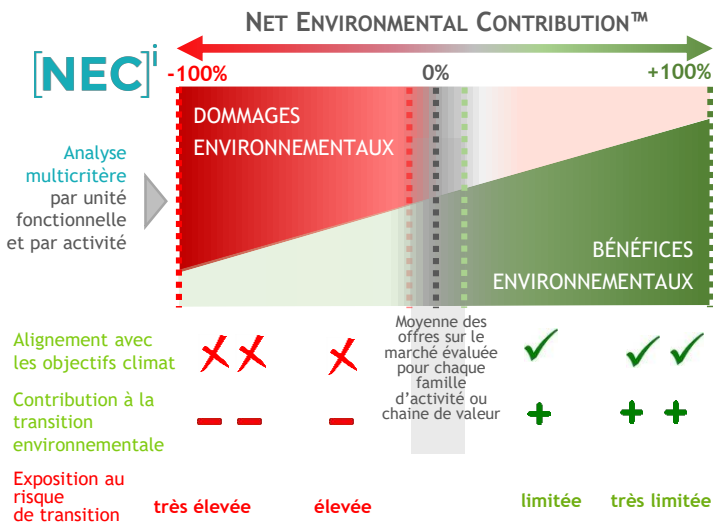 NET ENVIRONMENTAL CONTRIBUTION™
[NEC]i
-100%
0%
+100%
DOMMAGES
ENVIRONNEMENTAUX
Analyse
multicritère
par unité
fonctionnelle
et par activité
BÉNÉFICES
ENVIRONNEMENTAUX
Alignement avec
les objectifs climat
Moyenne des
offres sur le
marché évaluée
pour chaque
famille
d'activité ou
chaine de valeur
Contribution à la
transition
environnementale
Exposition au
risque
de transition
très élevée
élevée
limitée
très limitée